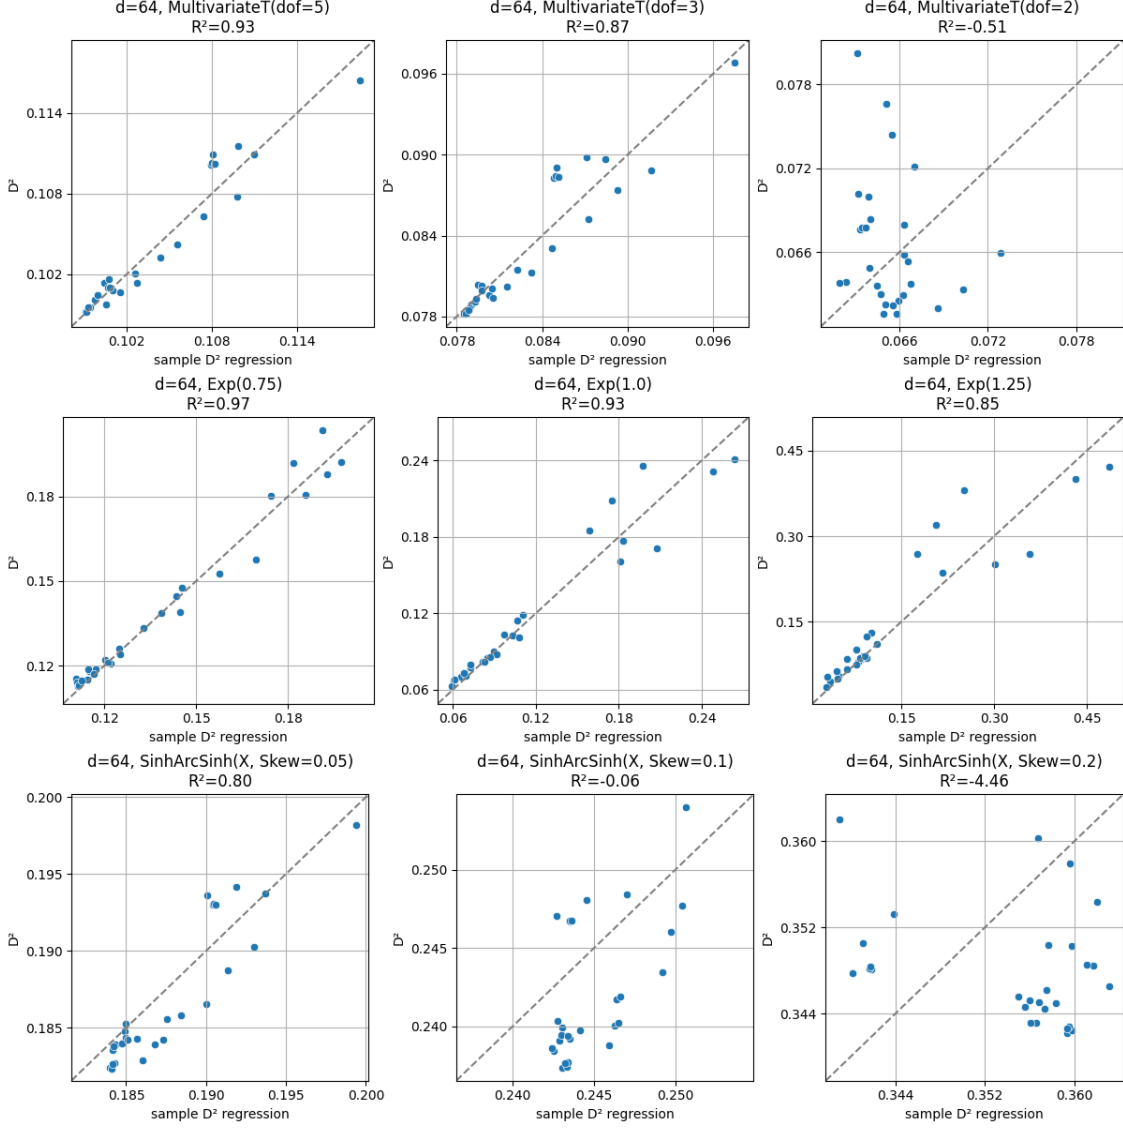 d=64, MultivariateT(dof=5)
R²=0.93
0.114
0.108
0.102
D²
0.102
0.108
0.114
sample D² regression
d=64, MultivariateT(dof=3)
R²=0.87
0.096
0.090
0.084
0.078
D²
0.078
0.084
0.090
0.096
sample D² regression
d=64, MultivariateT(dof=2)
R²=-0.51
0.078
0.072
0.066
D²
0.066
0.072
0.078
sample D² regression
d=64, Exp(0.75)
R²=0.97
0.18
0.15
0.12
D²
0.12
0.15
0.18
sample D² regression
d=64, Exp(1.0)
R²=0.93
0.24
0.18
0.12
0.06
D²
0.06
0.12
0.18
0.24
sample D² regression
d=64, Exp(1.25)
R²=0.85
0.45
0.30
0.15
D²
0.15
0.30
0.45
sample D² regression
d=64, SinhArcSinh(X, Skew=0.05)
R²=0.80
0.200
0.195
0.190
0.185
D²
0.185
0.190
0.195
0.200
sample D² regression
d=64, SinhArcSinh(X, Skew=0.1)
R²=-0.06
0.250
0.245
0.240
D²
0.240
0.245
0.250
sample D² regression
d=64, SinhArcSinh(X, Skew=0.2)
R²=-4.46
0.360
0.352
0.344
D²
0.344
0.352
0.360
sample D² regression